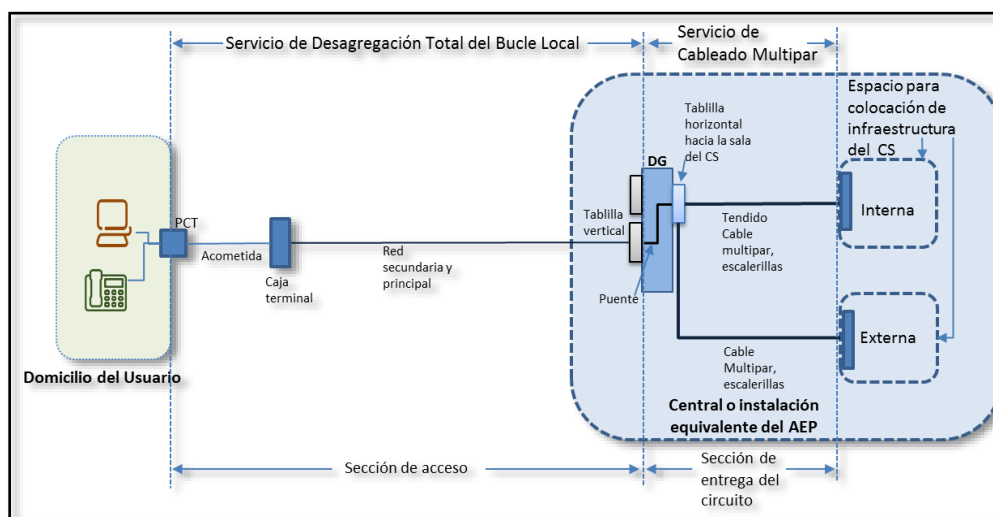 Servicio de Desagregación Total del Bucle Local
Servicio de
Cableado Multipar
Espacio para
colocación de
infraestructura
del CS
Tablilla
horizontal
hacia la sala
del CS
DG
PCT
Acometida
Caja
terminal
Red
secundaria y
principal
Tablilla
vertical
Puente
Tendido
Cable
multipar,
escalerillas
Interna
Cable
Multipar,
escalerillas
Externa
Domicilio del Usuario
Central o instalación
equivalente del AEP
Sección de acceso
Sección de
entrega del
circuito